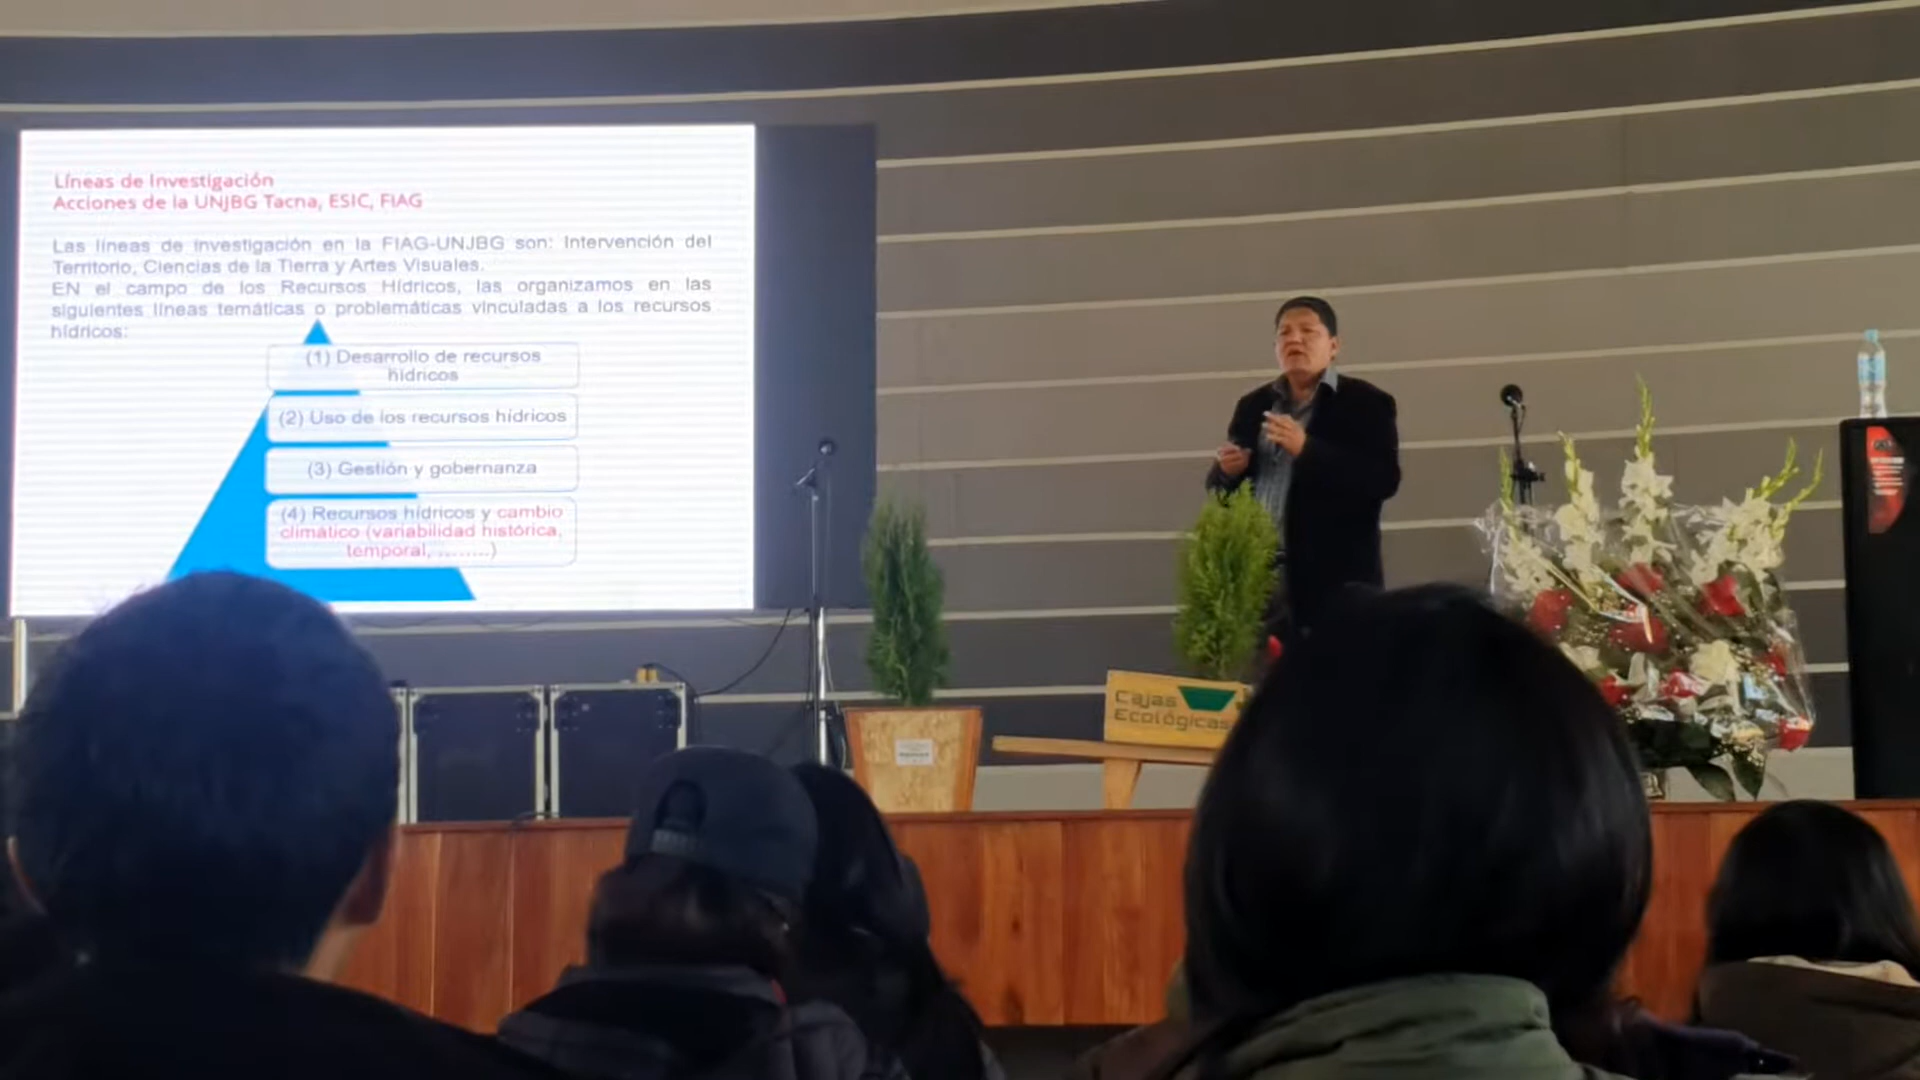 Líneas de Investigación
Acciones de la UNJBG Tacna, ESIC, FIAG
Las líneas de investigación en la FIAG-UNJBG son: Intervención del
Territorio, Ciencias de la Tierra y Artes Visuales.
EN el campo de los Recursos Hídricos, las organizamos en las
siguientes líneas temáticas o problemáticas vinculadas a los recursos
hídricos:
(1) Desarrollo de recursos
hídricos
(2) Uso de los recursos hídricos
(3) Gestión y gobernanza
(4) Recursos hídricos y cambio
climático (variabilidad histórica,
temporal, ........)
Cajas
Ecológicas